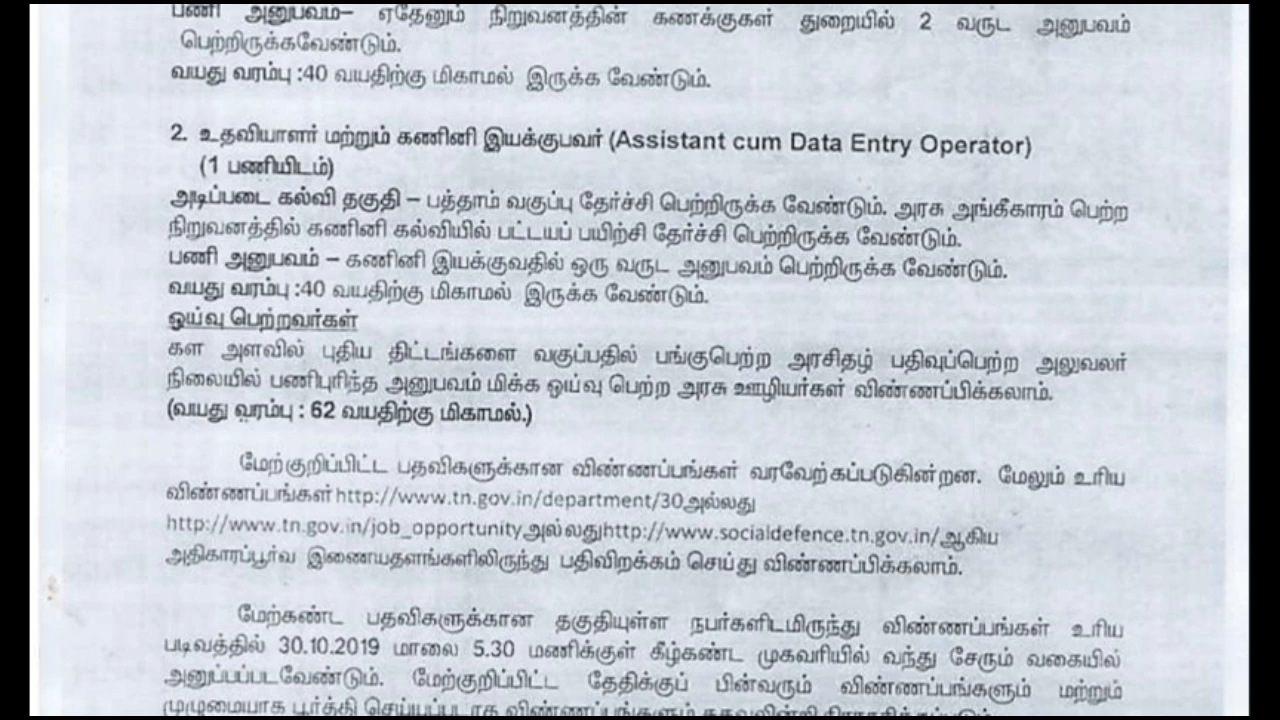 பணி அனுபவம்– ஏதேனும் நிறுவனத்தின் கணக்குகள் துறையில் 2 வருட அனுபவம்
பெற்றிருக்கவேண்டும்.
வயது வரம்பு :40 வயதிற்கு மிகாமல் இருக்க வேண்டும்.
2. உதவியாளர் மற்றும் கணினி இயக்குபவர் (Assistant cum Data Entry Operator)
(1 பணியிடம்)
அடிப்படை கல்வி தகுதி – பத்தாம் வகுப்பு தேர்ச்சி பெற்றிருக்க வேண்டும். அரசு அங்கீகாரம் பெற்ற
நிறுவனத்தில் கணினி கல்வியில் பட்டயப் பயிற்சி தேர்ச்சி பெற்றிருக்க வேண்டும்.
பணி அனுபவம் – கணினி இயக்குவதில் ஒரு வருட அனுபவம் பெற்றிருக்க வேண்டும்.
வயது வரம்பு :40 வயதிற்கு மிகாமல் இருக்க வேண்டும்.
ஓய்வு பெற்றவர்கள்
கள அளவில் புதிய திட்டங்களை வகுப்பதில் பங்குபெற்ற அரசிதழ் பதிவுப்பெற்ற அலுவலர்
நிலையில் பணிபுரிந்த அனுபவம் மிக்க ஓய்வு பெற்ற அரசு ஊழியர்கள் விண்ணப்பிக்கலாம்.
(வயது வரம்பு : 62 வயதிற்கு மிகாமல்.)
மேற்குறிப்பிட்ட பதவிகளுக்கான விண்ணப்பங்கள் வரவேற்கப்படுகின்றன. மேலும் உரிய
விண்ணப்பங்கள் http://www.tn.gov.in/department/30அல்லது
http://www.tn.gov.in/job_opportunityஅல்லதுhttp://www.socialdefence.tn.gov.in/ஆகிய
அதிகாரப்பூர்வ இணையதளங்களிலிருந்து பதிவிறக்கம் செய்து விண்ணப்பிக்கலாம்.
மேற்கண்ட பதவிகளுக்கான தகுதியுள்ள நபர்களிடமிருந்து விண்ணப்பங்கள் உரிய
படிவத்தில் 30.10.2019 மாலை 5.30 மணிக்குள் கீழ்கண்ட முகவரியில் வந்து சேரும் வகையில்
அனுப்பப்படவேண்டும். மேற்குறிப்பிட்ட தேதிக்குப் பின்வரும் விண்ணப்பங்களும் மற்றும்
முழுமையாக பூர்த்தி செய்யப்படாத விண்ணப்பங்களும்